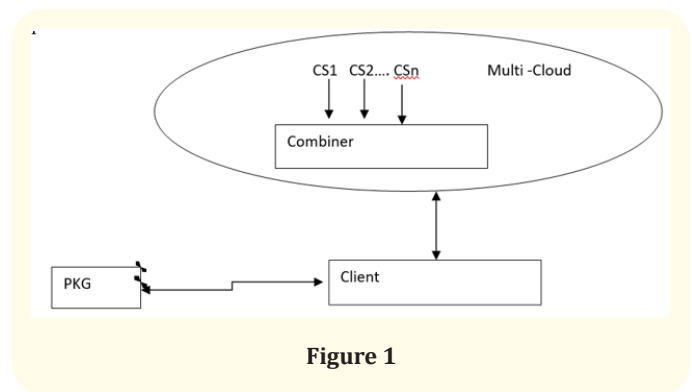 CS1 CS2.... CSn Multi -Cloud
Combiner
PKG
Client
Figure 1